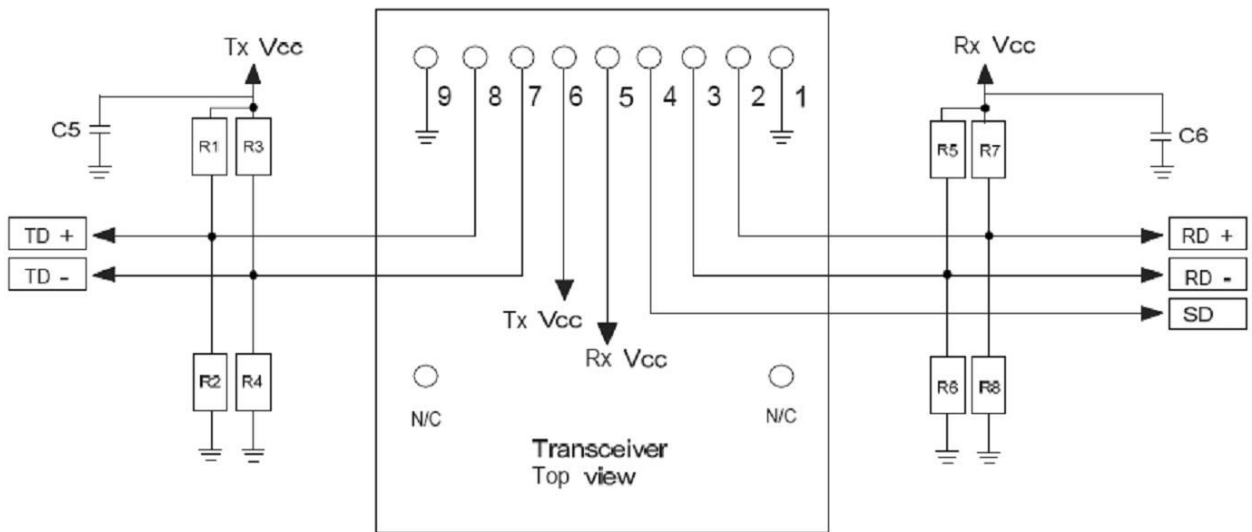 Tx Vcc
Rx Vcc
9 8 7 6 5 4 3 2 1
C5
C6
R1 R3
R5 R7
TD +
RD +
TD -
RD -
SD
Tx Vcc
Rx Vcc
R2 R4
R6 R8
N/C
N/C
Transceiver
Top view